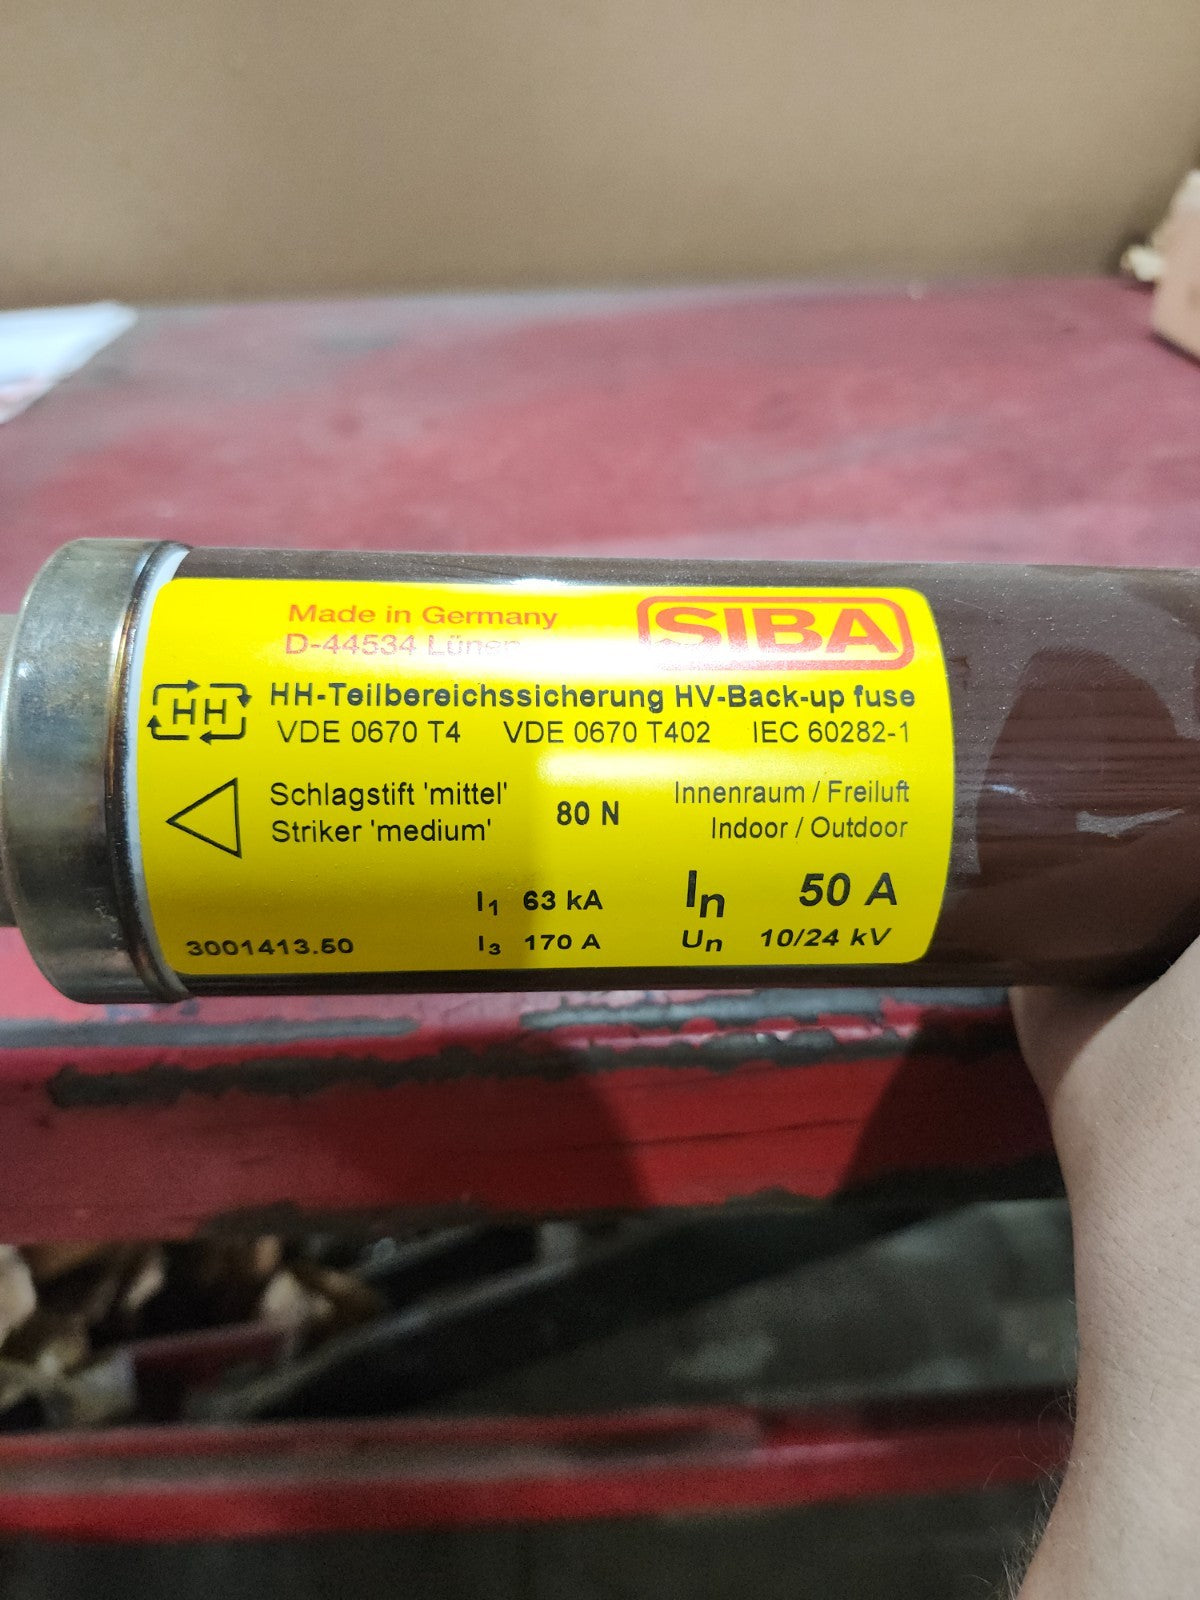 Made in Germany
D-44534 Lünen
SIBA
HH
HH-Teilbereichssicherung HV-Back-up fuse
VDE 0670 T4 VDE 0670 T402 IEC 60282-1
Schlagstift 'mittel'
Striker 'medium'
80 N
Innenraum / Freiluft
Indoor / Outdoor
I1 63 kA
In 50 A
3001413.50
I3 170 A
Un 10/24 kV